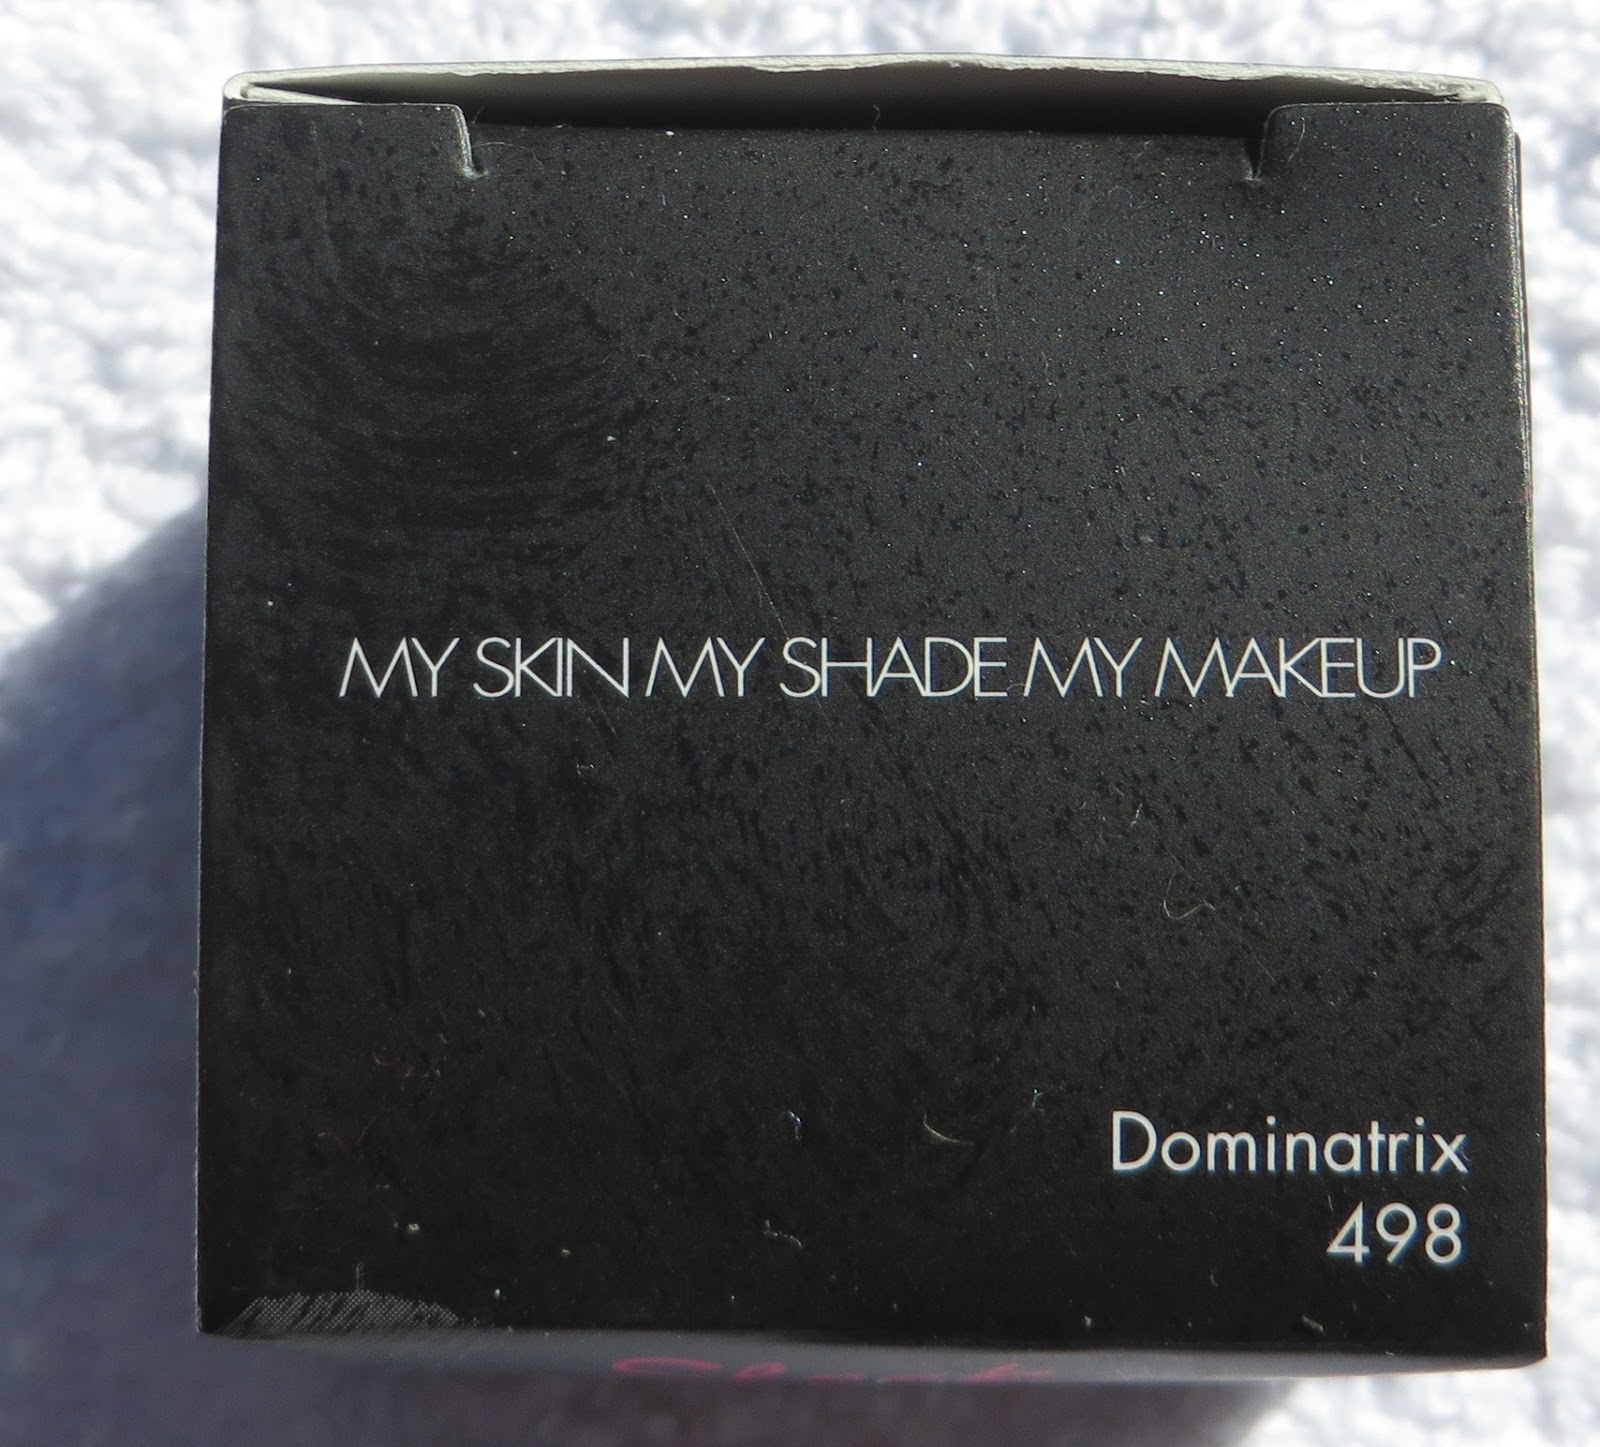 MY SKIN MY SHADE MY MAKEUP
Dominatrix
498